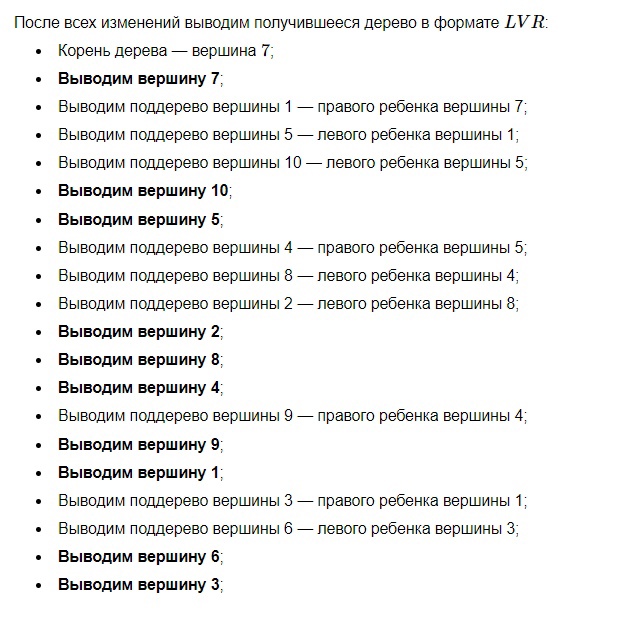 После всех изменений выводим получившееся дерево в формате LVR:
• Корень дерева — вершина 7;
• Выводим вершину 7;
• Выводим поддерево вершины 1 — правого ребенка вершины 7;
• Выводим поддерево вершины 5 — левого ребенка вершины 1;
• Выводим поддерево вершины 10 — левого ребенка вершины 5;
• Выводим вершину 10;
• Выводим вершину 5;
• Выводим поддерево вершины 4 — правого ребенка вершины 5;
• Выводим поддерево вершины 8 — левого ребенка вершины 4;
• Выводим поддерево вершины 2 — левого ребенка вершины 8;
• Выводим вершину 2;
• Выводим вершину 8;
• Выводим вершину 4;
• Выводим поддерево вершины 9 — правого ребенка вершины 4;
• Выводим вершину 9;
• Выводим вершину 1;
• Выводим поддерево вершины 3 — правого ребенка вершины 1;
• Выводим поддерево вершины 6 — левого ребенка вершины 3;
• Выводим вершину 6;
• Выводим вершину 3;